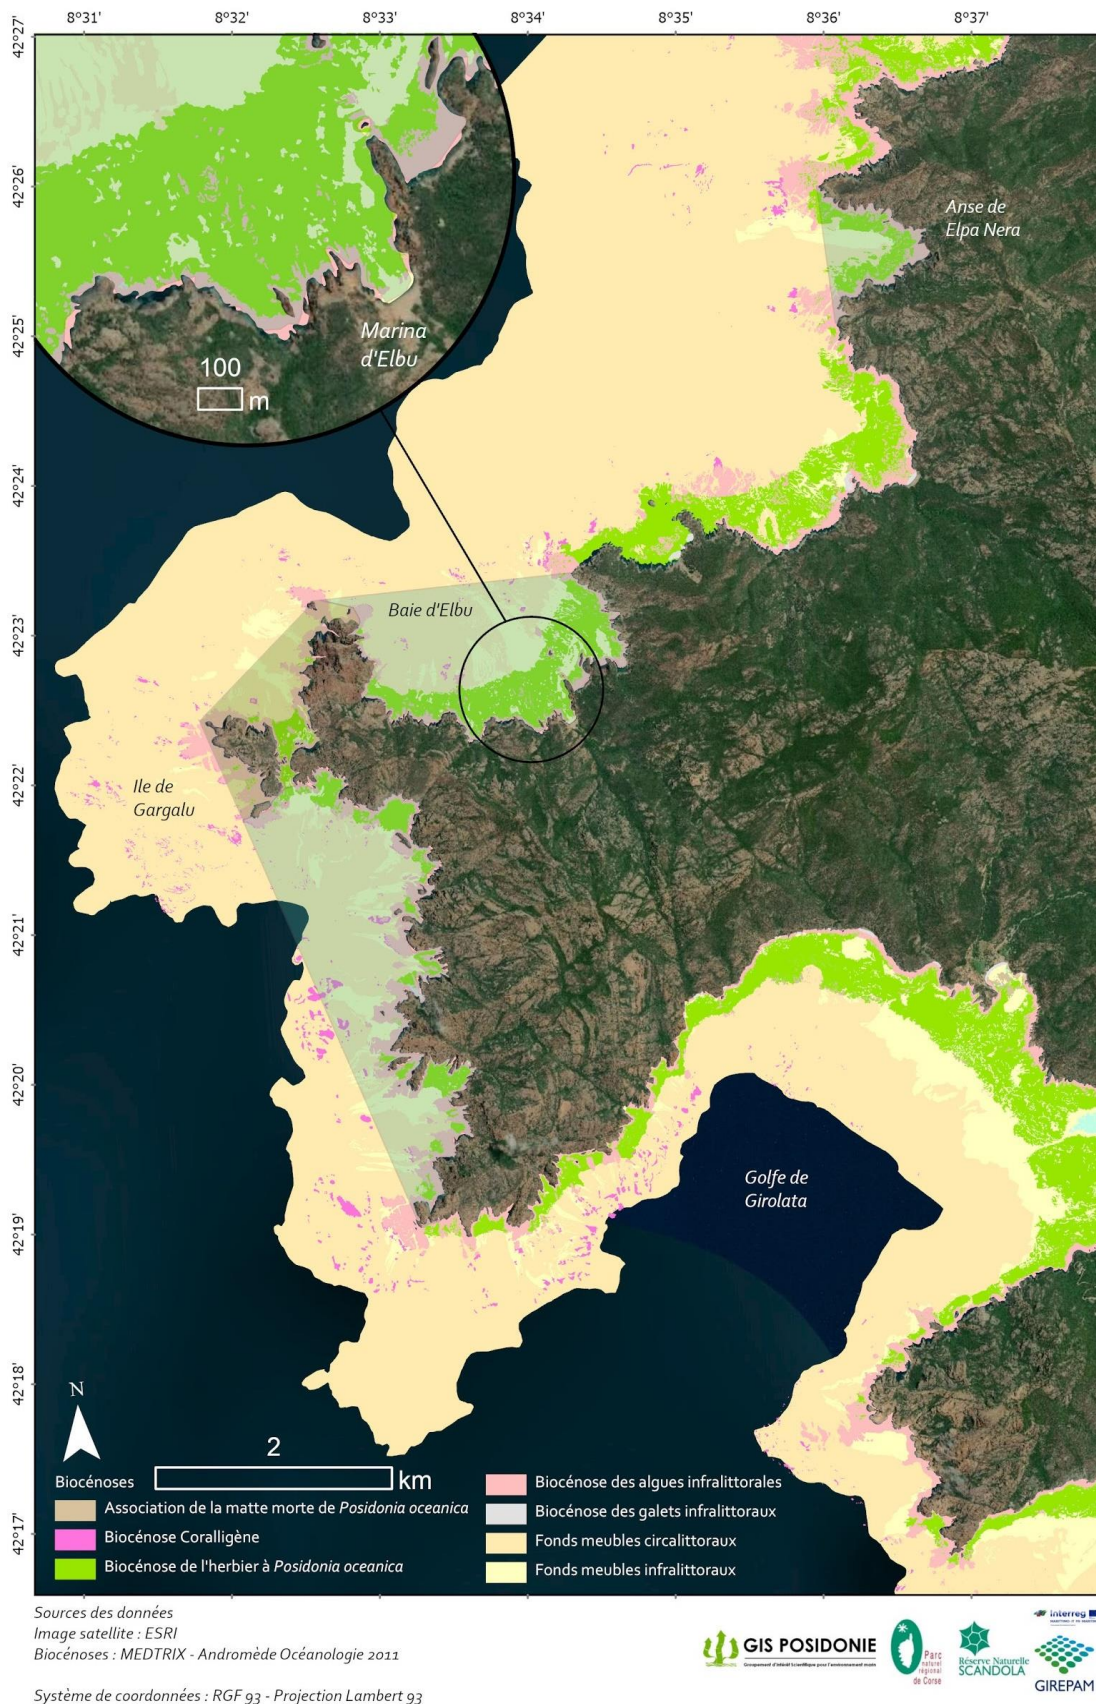 8°31' 8°32' 8°33' 8°34' 8°35' 8°36' 8°37'
42°27'
42°26'
42°25'
42°24'
42°23'
42°22'
42°21'
42°20'
42°19'
42°18'
42°17'
Anse de
Elpa Nera
Marina
d'Elbu
100
m
Baie d'Elbu
Ile de
Gargalu
Golfe de
Girolata
N
2
km
Biocénoses
Association de la matte morte de Posidonia oceanica
Biocénose Coralligène
Biocénose de l'herbier à Posidonia oceanica
Biocénose des algues infralittorales
Biocénose des galets infralittoraux
Fonds meubles circalittoraux
Fonds meubles infralittoraux
Sources des données
Image satellite : ESRI
Biocénoses : MEDTRIX - Andromède Océanologie 2011
Système de coordonnées : RGF 93 - Projection Lambert 93
GIS POSIDONIE
Groupement d'Intérêt Scientifique pour l'environnement marin
Parc
naturel
régional
de Corse
Réserve Naturelle
SCANDOLA
Interreg
GIREPAM